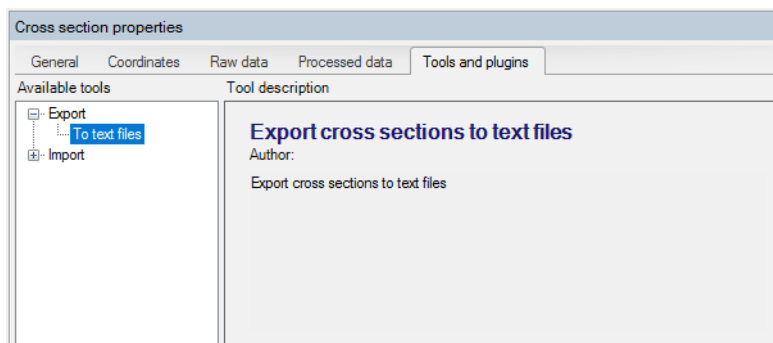 Cross section properties
General Coordinates Raw data Processed data Tools and plugins
Available tools Tool description
Export
To text files
Import
Export cross sections to text files
Author:
Export cross sections to text files